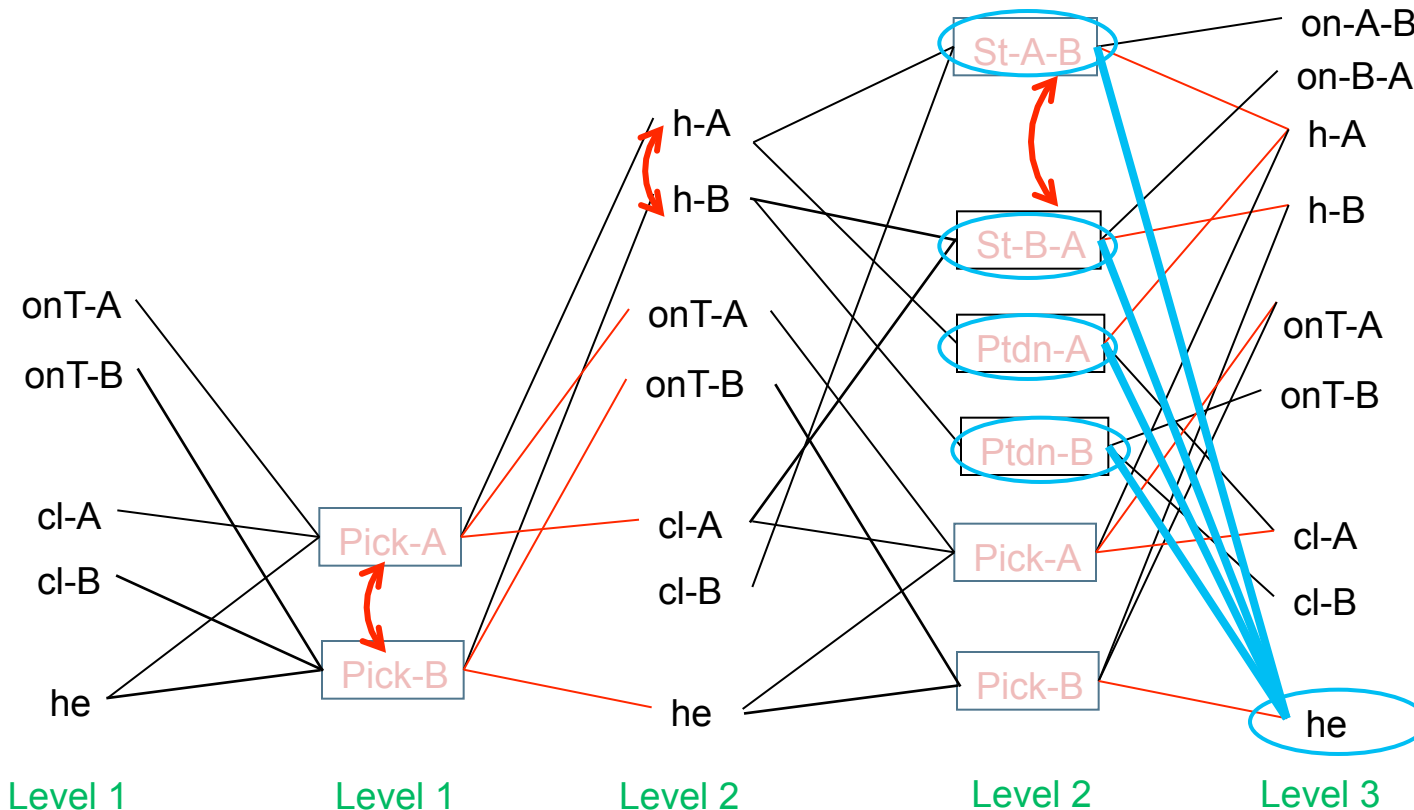 onT-A
onT-B
cl-A
cl-B
he
Level 1
Pick-A
Pick-B
Level 1
h-A
h-B
onT-A
onT-B
cl-A
cl-B
he
Level 2
St-A-B
St-B-A
Ptdn-A
Ptdn-B
Pick-A
Pick-B
Level 2
on-A-B
on-B-A
h-A
h-B
onT-A
onT-B
cl-A
cl-B
he
Level 3